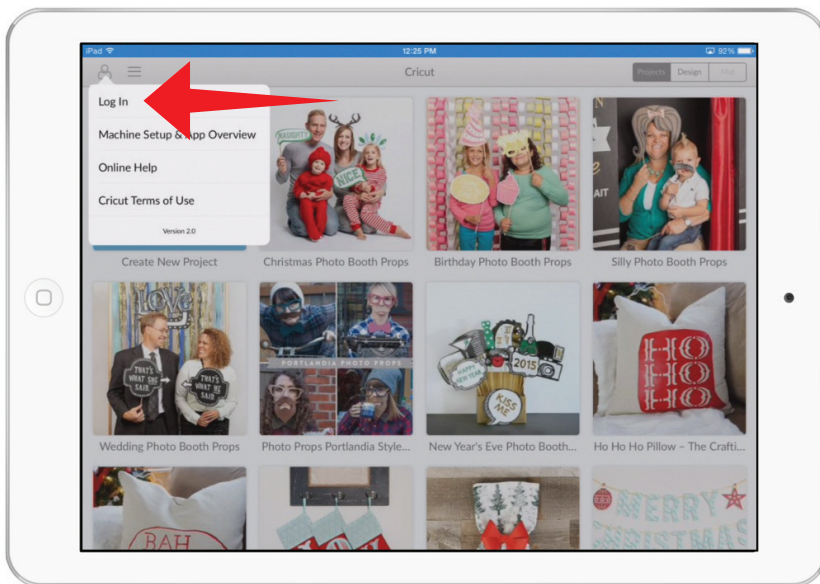 iPad
12:25 PM
92%
Cricut
Projects Design Mat
Log In
Machine Setup & App Overview
Online Help
Cricut Terms of Use
Version 2.0
NAUGHTY
NICE
Create New Project
Christmas Photo Booth Props
Birthday Photo Booth Props
Silly Photo Booth Props
LOVE
THAT'S
WHAT SHE
SAID
THAT'S
WHAT HE
SAID
PORTLANDIA PHOTO PROPS
HAPPY
NEW YEAR
2015
KISS
ME
HO
HO
HO
Wedding Photo Booth Props
Photo Props Portlandia Style...
New Year's Eve Photo Booth...
Ho Ho Ho Pillow – The Crafti...
BAH
MERRY
CHRISTMAS